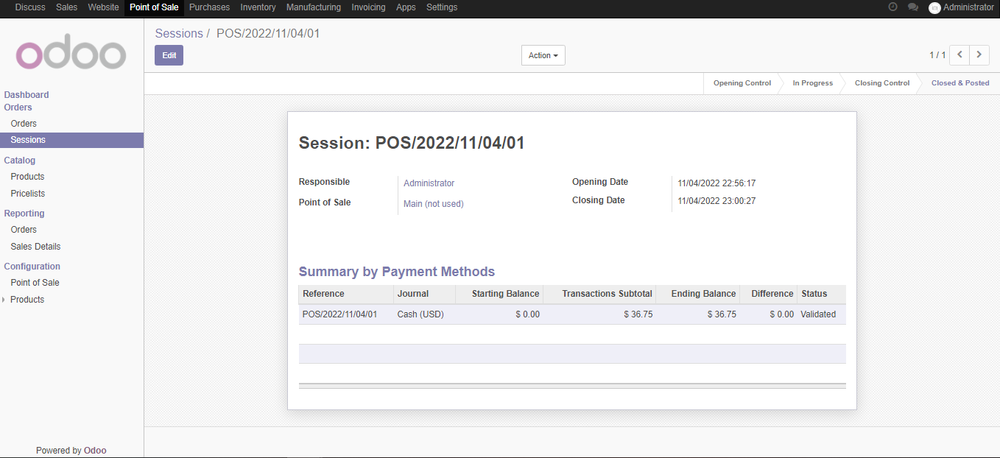 Discuss Sales Website Point of Sale Purchases Inventory Manufacturing Invoicing Apps Settings Administrator
odoo
Sessions / POS/2022/11/04/01
Edit Action 1 / 1
Opening Control In Progress Closing Control Closed & Posted
Dashboard
Orders
Orders
Sessions
Catalog
Products
Pricelists
Reporting
Orders
Sales Details
Configuration
Point of Sale
Products
Powered by Odoo
Session: POS/2022/11/04/01
Responsible Administrator Opening Date 11/04/2022 22:56:17
Point of Sale Main (not used) Closing Date 11/04/2022 23:00:27
Summary by Payment Methods
Reference Journal Starting Balance Transactions Subtotal Ending Balance Difference Status
POS/2022/11/04/01 Cash (USD) $ 0.00 $ 36.75 $ 36.75 $ 0.00 Validated